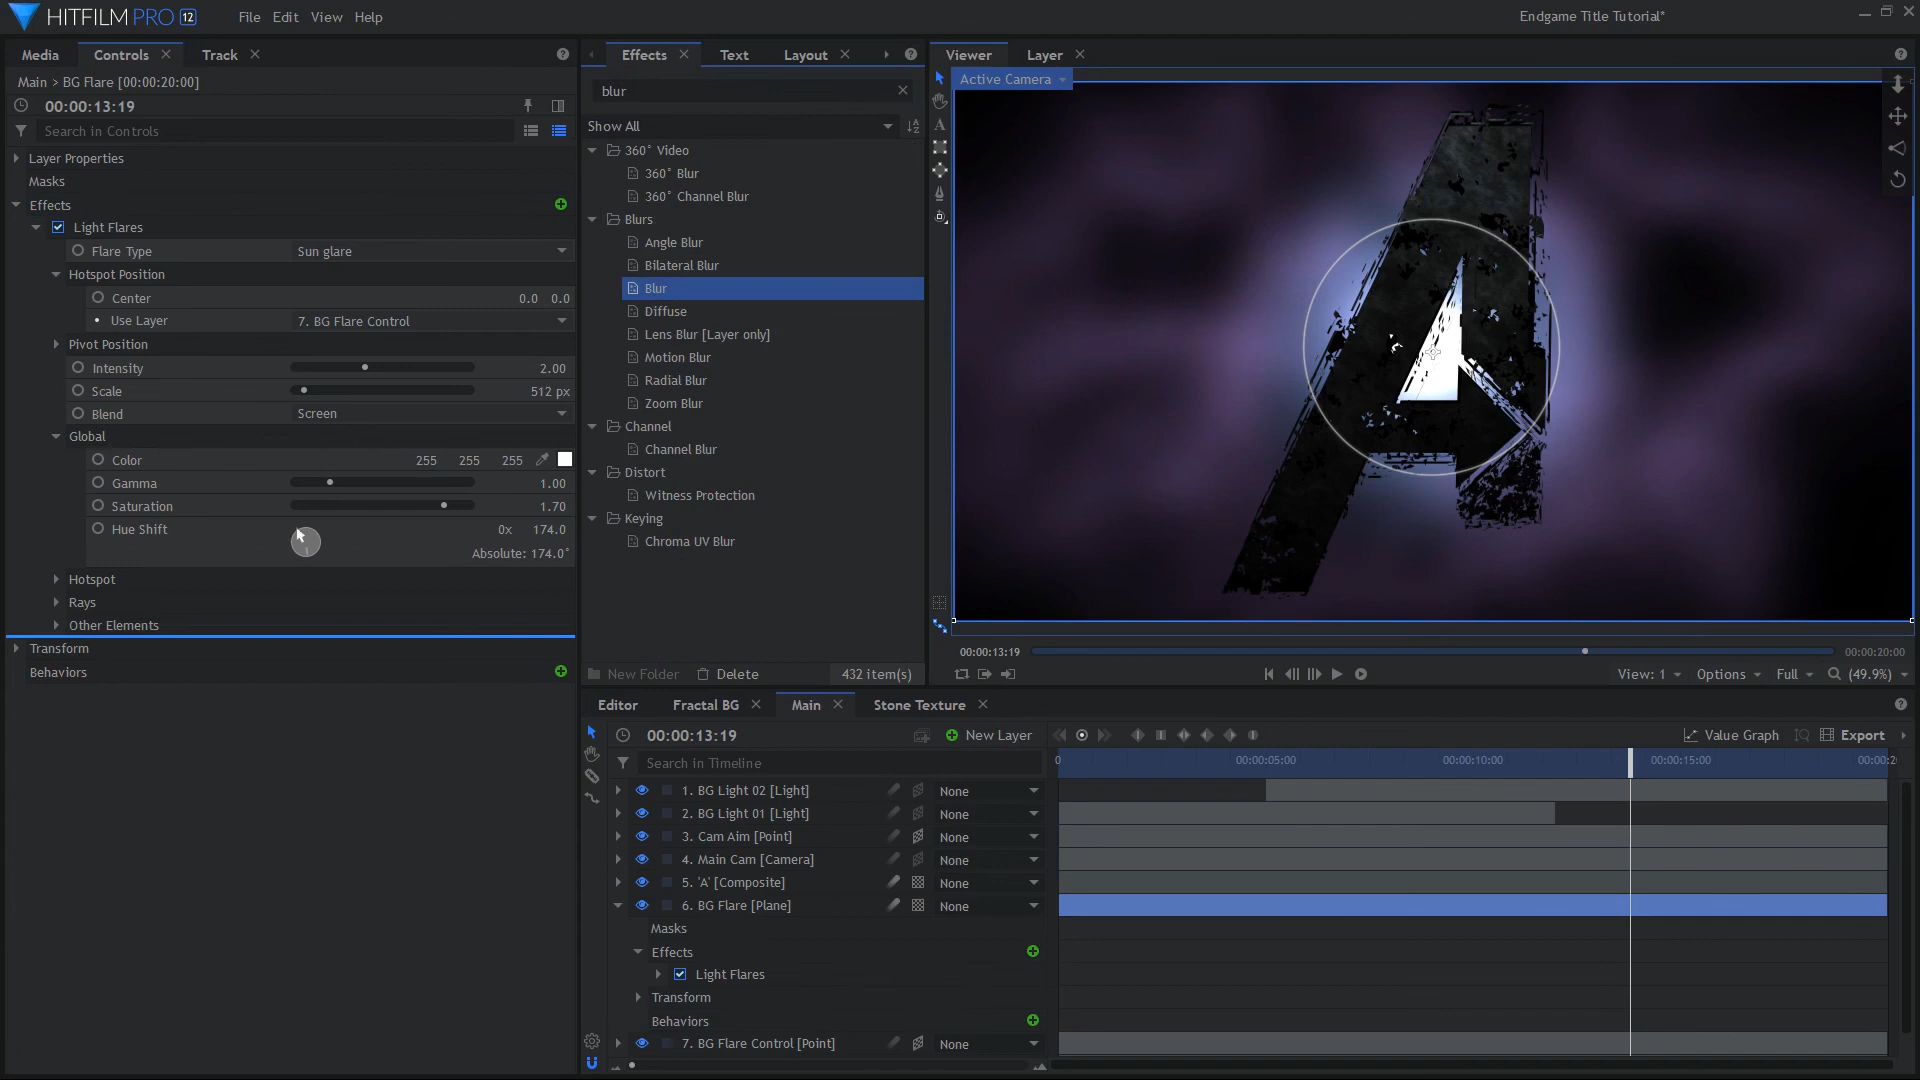 HITFILM PRO 12
File Edit View Help
Endgame Title Tutorial*
Media Controls Track
Main > BG Flare [00:00:20:00]
00:00:13:19
Search in Controls
Layer Properties
Masks
Effects
Light Flares
Flare Type Sun glare
Hotspot Position
Center 0.0 0.0
Use Layer 7. BG Flare Control
Pivot Position
Intensity 2.00
Scale 512 px
Blend Screen
Global
Color 255 255 255
Gamma 1.00
Saturation 1.70
Hue Shift 0x 174.0
Absolute: 174.0°
Hotspot
Rays
Other Elements
Transform
Behaviors
Effects Text Layout
blur
Show All
360° Video
360° Blur
360° Channel Blur
Blurs
Angle Blur
Bilateral Blur
Blur
Diffuse
Lens Blur [Layer only]
Motion Blur
Radial Blur
Zoom Blur
Channel
Channel Blur
Distort
Witness Protection
Keying
Chroma UV Blur
New Folder Delete 432 item(s)
Viewer Layer
Active Camera
00:00:13:19 00:00:20:00
View: 1 Options Full (49.9%)
Editor Fractal BG Main Stone Texture
00:00:13:19 New Layer Value Graph Export
Search in Timeline
0 00:00:05:00 00:00:10:00 00:00:15:00 00:00:2
1. BG Light 02 [Light] None
2. BG Light 01 [Light] None
3. Cam Aim [Point] None
4. Main Cam [Camera] None
5. 'A' [Composite] None
6. BG Flare [Plane] None
Masks
Effects
Light Flares
Transform
Behaviors
7. BG Flare Control [Point] None